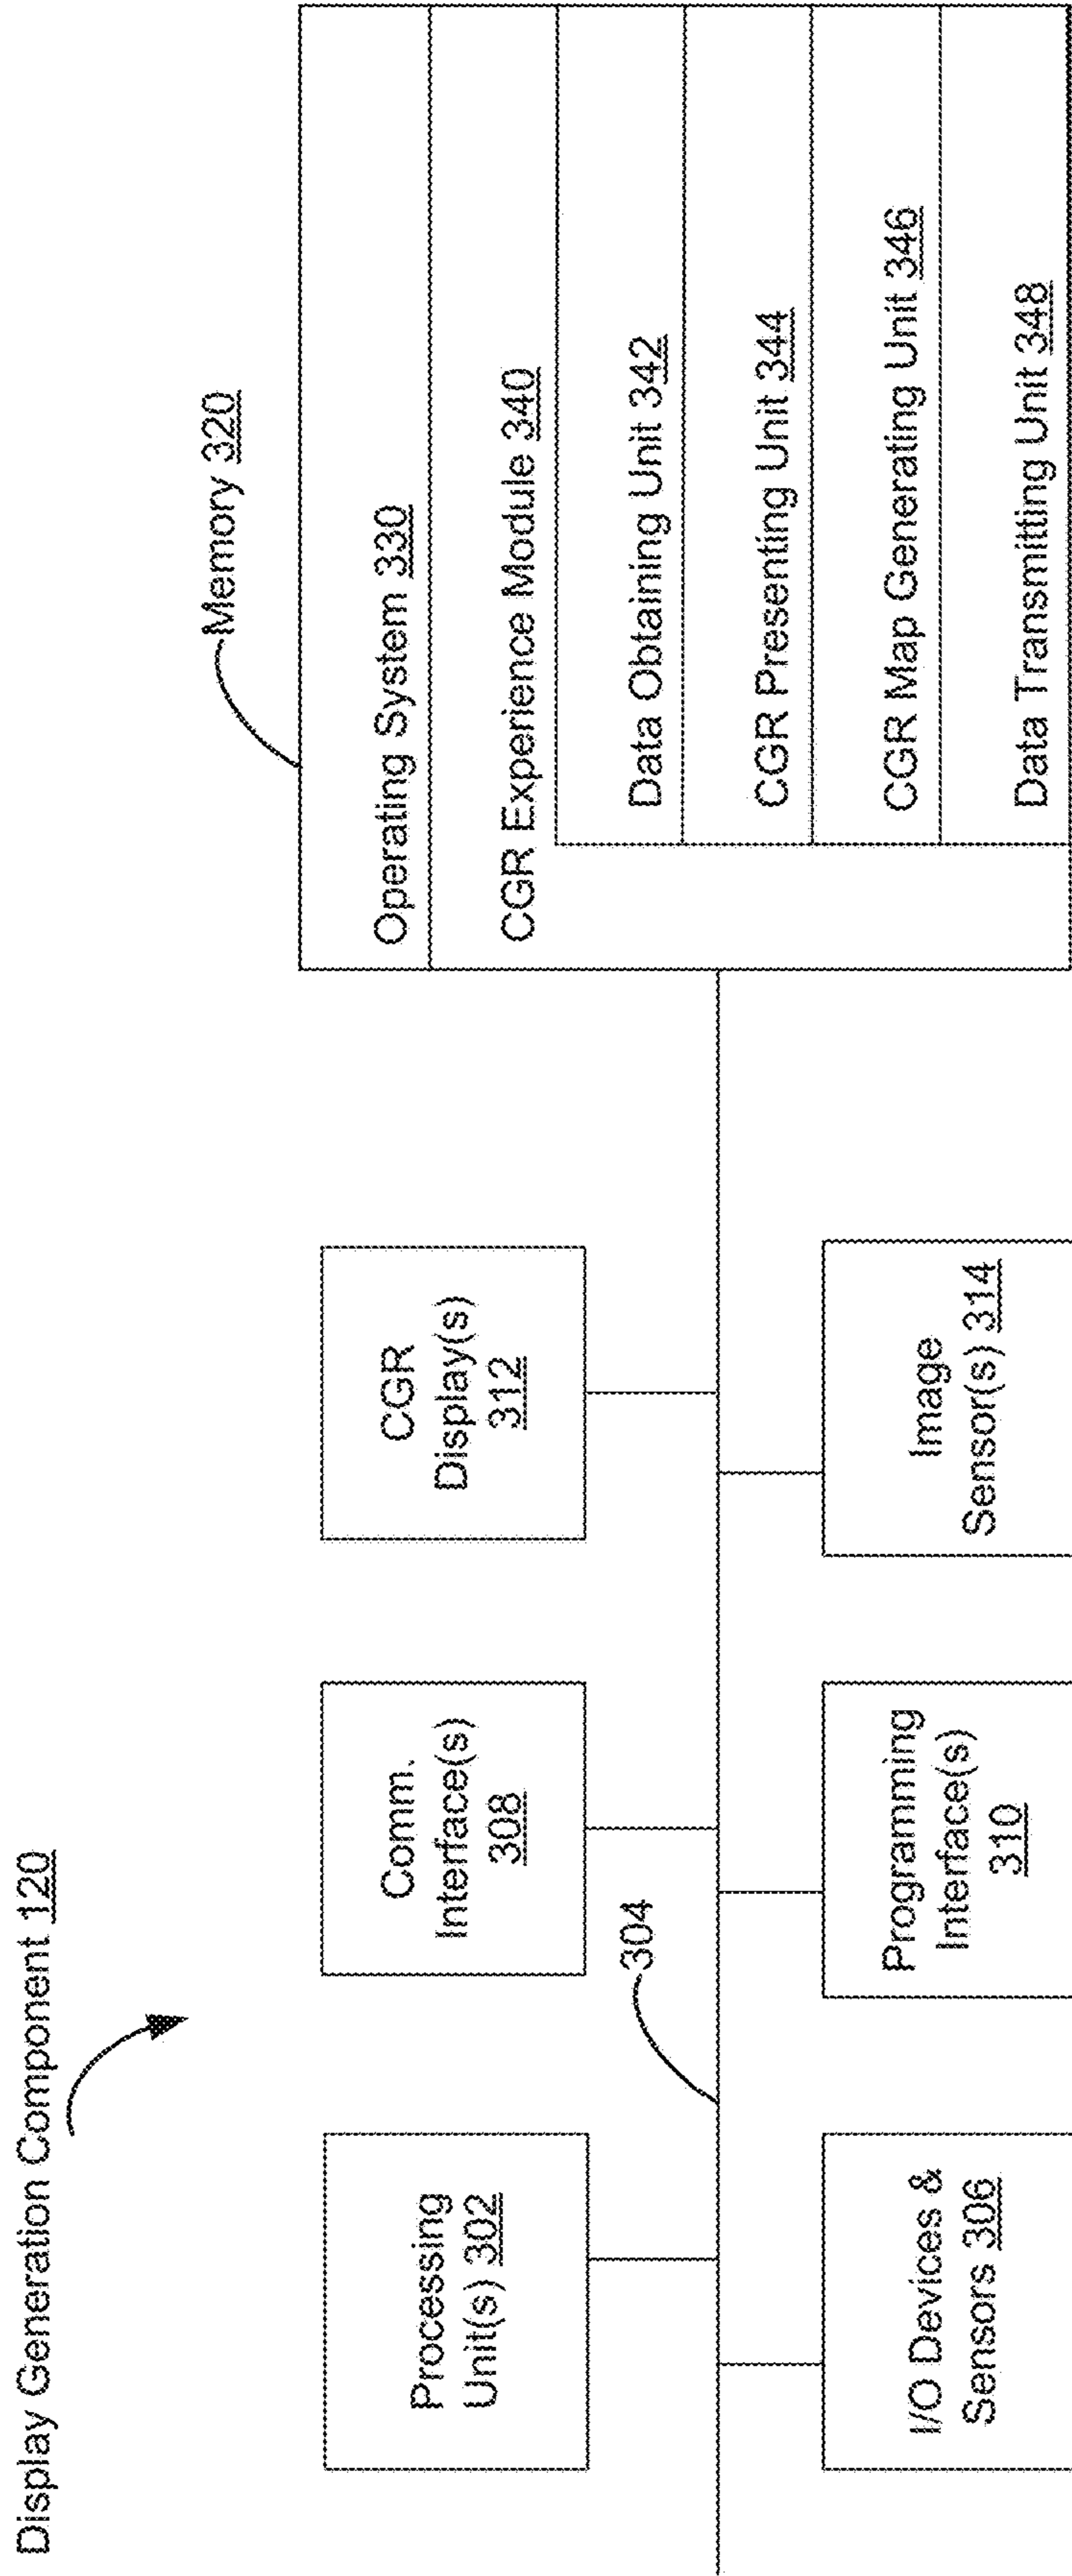 Display Generation Component 120
Memory 320
Processing
Unit(s) 302
Comm.
Interface(s)
308
CGR
Display(s)
312
304
I/O Devices &
Sensors 306
Programming
Interface(s)
310
Image
Sensor(s) 314
Operating System 330
CGR Experience Module 340
Data Obtaining Unit 342
CGR Presenting Unit 344
CGR Map Generating Unit 346
Data Transmitting Unit 348